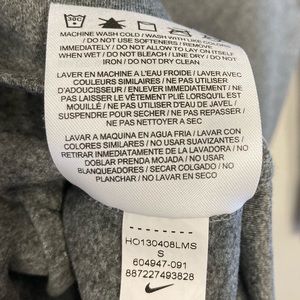 30C
MACHINE WASH COLD / WASH WITH LIKE COLORS
/ DO NOT USE SOFTENERS / REMOVE
IMMEDIATELY / DO NOT ALLOW TO LAY ON ITSELF
WHEN WET / DO NOT BLEACH / LINE DRY / DO NOT
IRON / DO NOT DRY CLEAN
LAVER EN MACHINE A L'EAU FROIDE / LAVER AVEC
COULEURS SIMILAIRES / NE PAS UTILISER
D'ADOUCISSEUR / ENLEVER IMMEDIATEMENT / NE
PAS LAISSER LE VÊTEMENT PLIÉ LORSQU'IL EST
MOUILLÉ / NE PAS UTILISER D'EAU DE JAVEL /
SUSPENDRE POUR SECHER / NE PAS REPASSER /
NE PAS NETTOYER A SEC
LAVAR A MAQUINA EN AGUA FRIA / LAVAR CON
COLORES SIMILARES / NO USAR SUAVIZANTES /
RETIRAR INMEDIATAMENTE DE LA LAVADORA / NO
DOBLAR PRENDA MOJADA / NO USAR
BLANQUEADORES / SECAR COLGADO / NO
PLANCHAR / NO LAVAR EN SECO
HO130408LMS
S
604947-091
887227493828